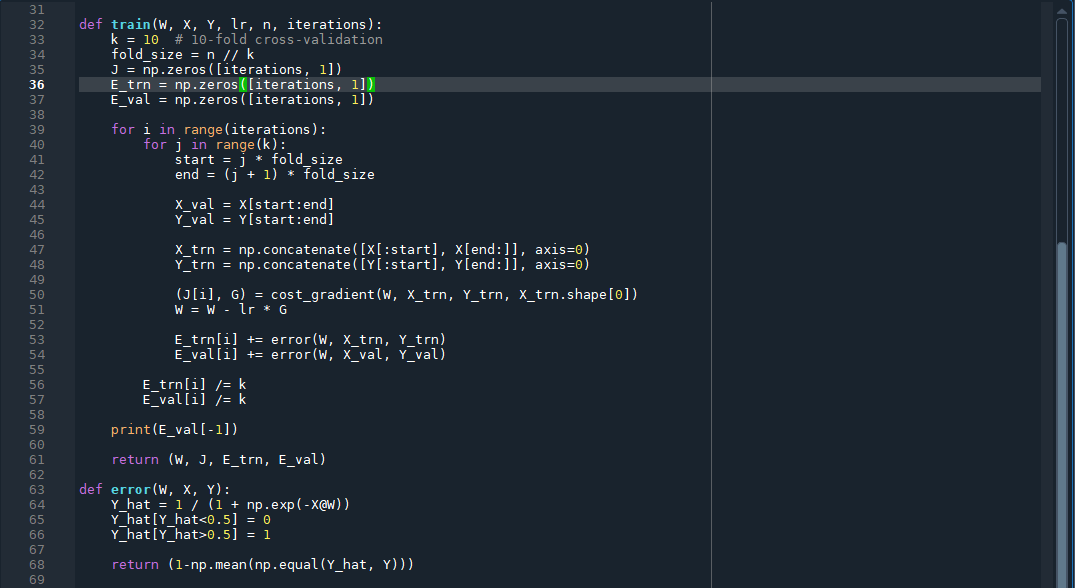 31
32 def train(W, X, Y, lr, n, iterations):
33     k = 10  # 10-fold cross-validation
34     fold_size = n // k
35     J = np.zeros([iterations, 1])
36     E_trn = np.zeros([iterations, 1])
37     E_val = np.zeros([iterations, 1])
38
39     for i in range(iterations):
40         for j in range(k):
41             start = j * fold_size
42             end = (j + 1) * fold_size
43
44             X_val = X[start:end]
45             Y_val = Y[start:end]
46
47             X_trn = np.concatenate([X[:start], X[end:]], axis=0)
48             Y_trn = np.concatenate([Y[:start], Y[end:]], axis=0)
49
50             (J[i], G) = cost_gradient(W, X_trn, Y_trn, X_trn.shape[0])
51             W = W - lr * G
52
53             E_trn[i] += error(W, X_trn, Y_trn)
54             E_val[i] += error(W, X_val, Y_val)
55
56         E_trn[i] /= k
57         E_val[i] /= k
58
59     print(E_val[-1])
60
61     return (W, J, E_trn, E_val)
62
63 def error(W, X, Y):
64     Y_hat = 1 / (1 + np.exp(-X@W))
65     Y_hat[Y_hat<0.5] = 0
66     Y_hat[Y_hat>0.5] = 1
67
68     return (1-np.mean(np.equal(Y_hat, Y)))
69